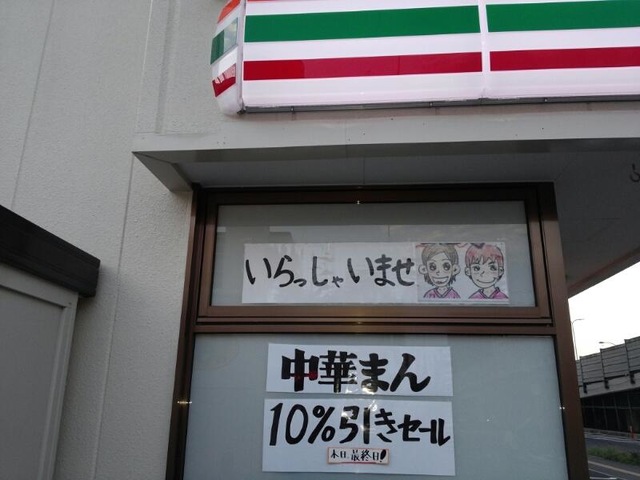 いらっしゃいませ
中華まん
10%引きセール
本日最終日!